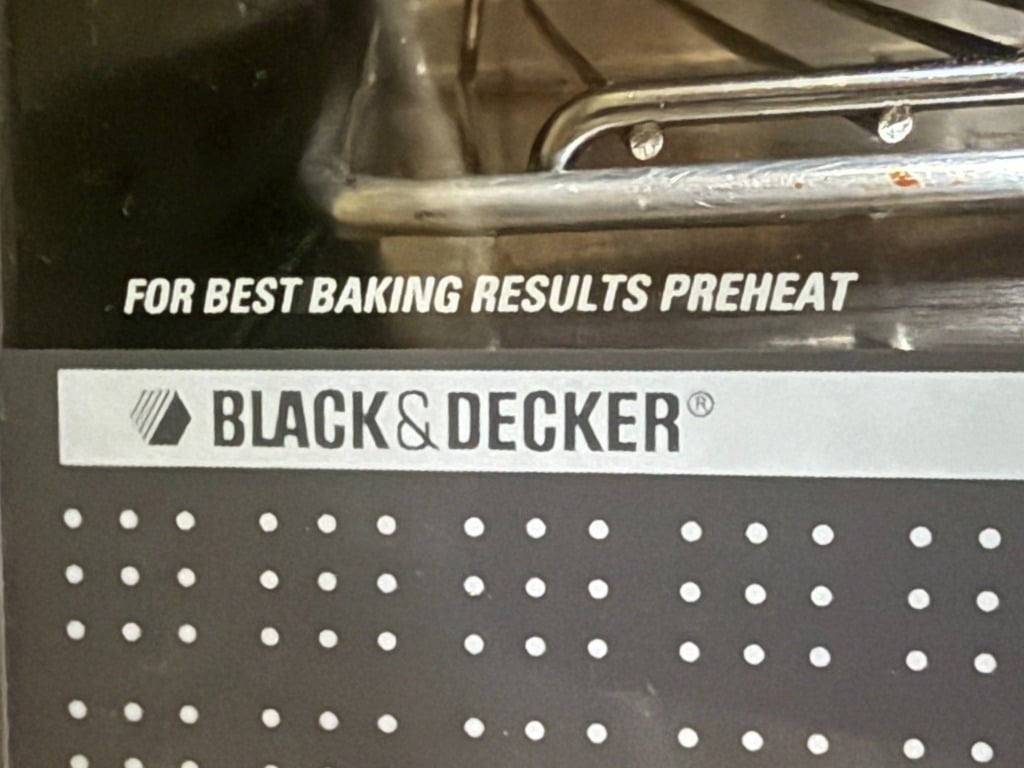 FOR BEST BAKING RESULTS PREHEAT
BLACK&DECKER®